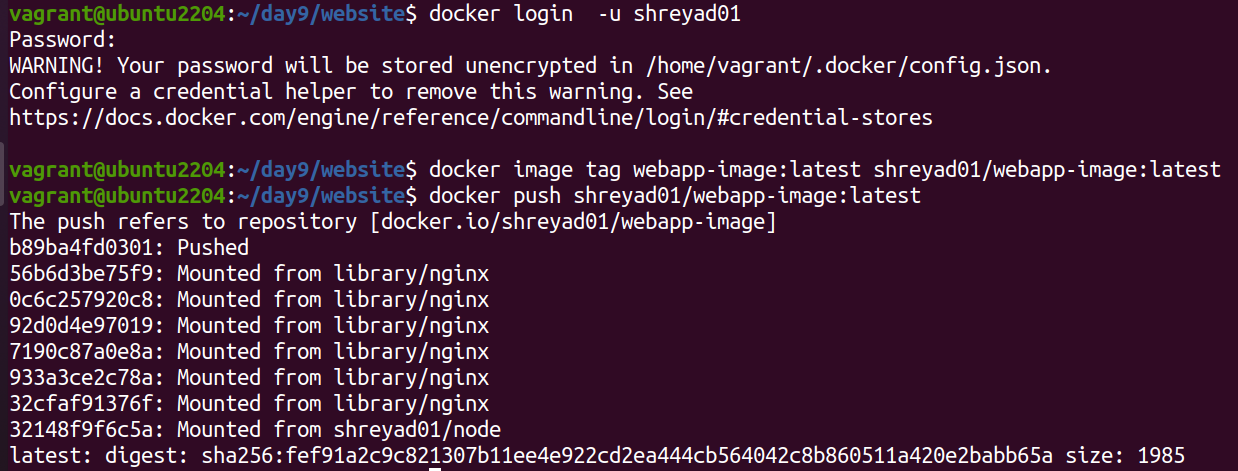 vagrant@ubuntu2204:~/day9/website$ docker login  -u shreyad01
Password:
WARNING! Your password will be stored unencrypted in /home/vagrant/.docker/config.json.
Configure a credential helper to remove this warning. See
https://docs.docker.com/engine/reference/commandline/login/#credential-stores
vagrant@ubuntu2204:~/day9/website$ docker image tag webapp-image:latest shreyad01/webapp-image:latest
vagrant@ubuntu2204:~/day9/website$ docker push shreyad01/webapp-image:latest
The push refers to repository [docker.io/shreyad01/webapp-image]
b89ba4fd0301: Pushed
56b6d3be75f9: Mounted from library/nginx
0c6c257920c8: Mounted from library/nginx
92d0d4e97019: Mounted from library/nginx
7190c87a0e8a: Mounted from library/nginx
933a3ce2c78a: Mounted from library/nginx
32cfaf91376f: Mounted from library/nginx
32148f9f6c5a: Mounted from shreyad01/node
latest: digest: sha256:fef91a2c9c821307b11ee4e922cd2ea444cb564042c8b860511a420e2babb65a size: 1985